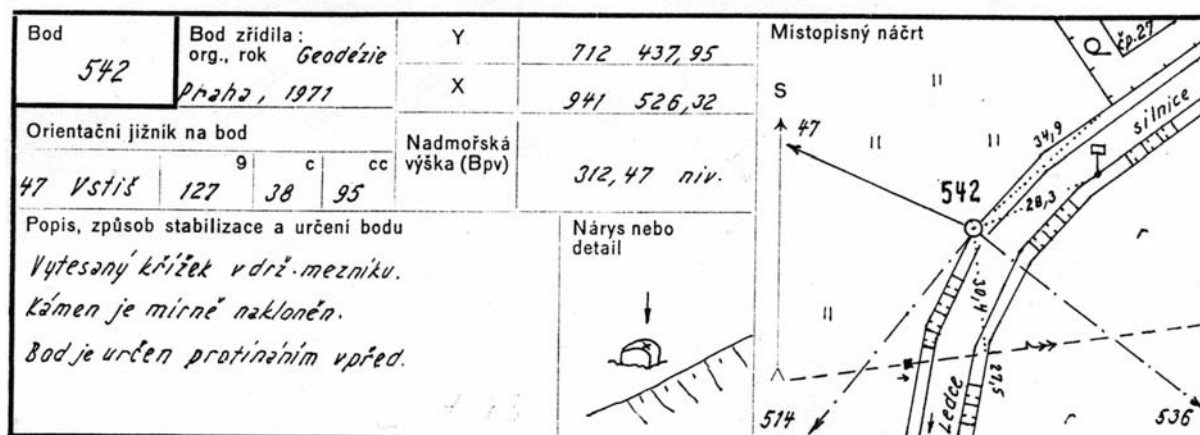 Bod
542
Bod zřídila :
org., rok Geodézie
Praha, 1971
Y
712 437,95
X
941 526,32
Orientační jižník na bod
g c cc
47 Vstiš 127 38 95
Nadmořská
výška (Bpv)
312,47 niv.
Popis, způsob stabilizace a určení bodu
Vytesaný křížek v drž. mezníku.
Kámen je mírně nakloněn.
Bod je určen protínáním vpřed.
Nárys nebo
detail
Místopisný náčrt
S
47
čp.27
silnice
34,9
542
28,3
30,4
27,5
r
r
514
Ledce
536